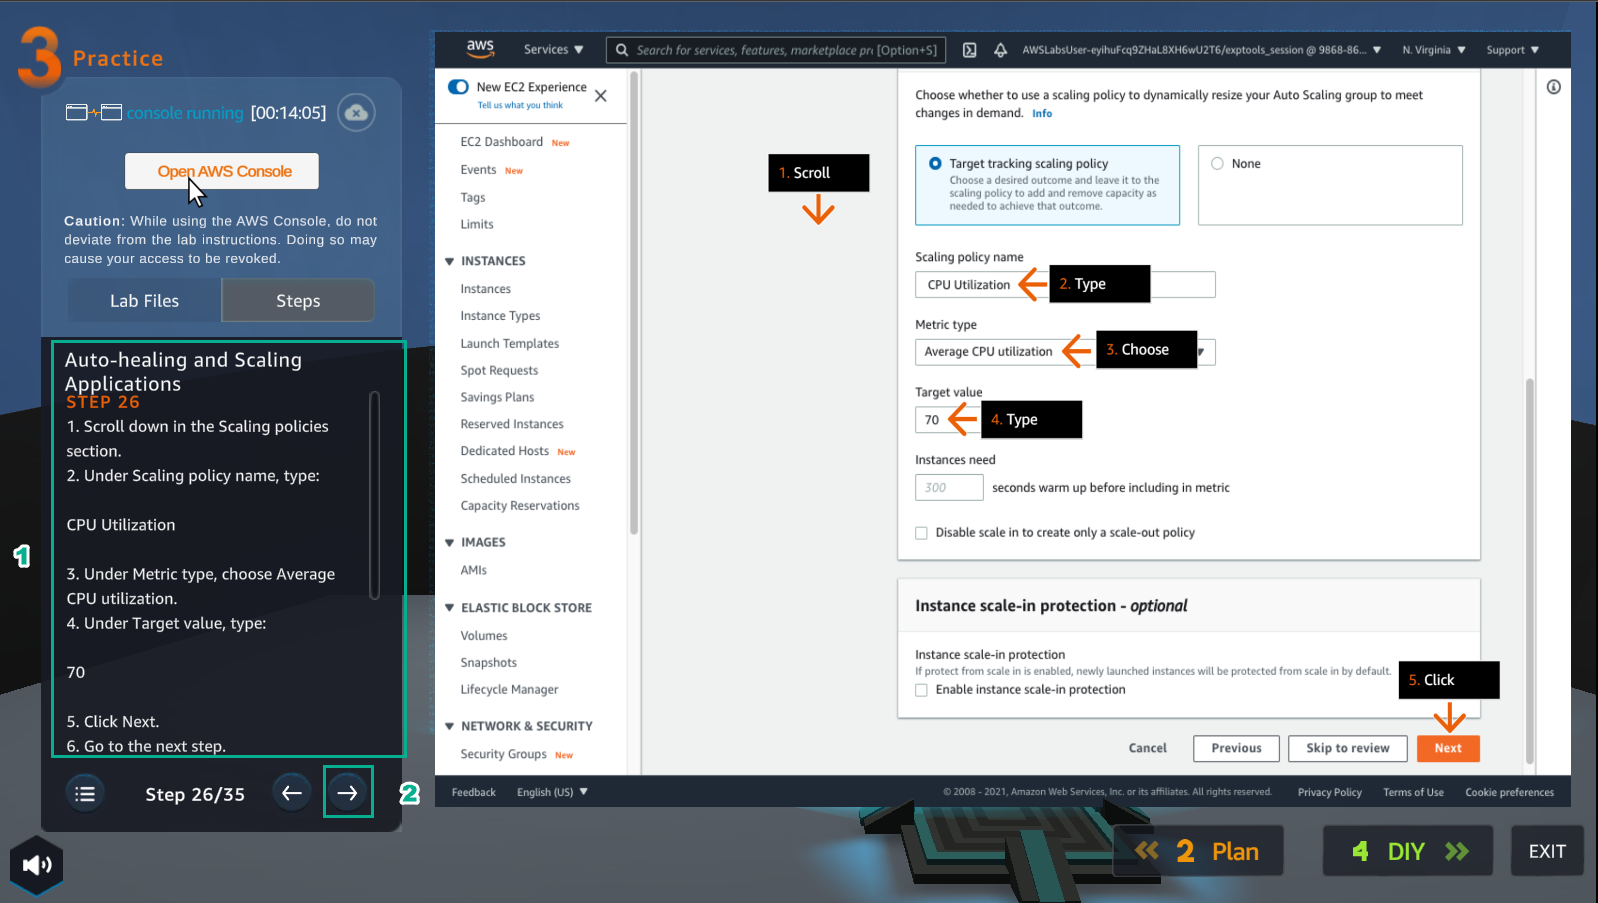 3 Practice
console running [00:14:05]
Open AWS Console
Caution: While using the AWS Console, do not
deviate from the lab instructions. Doing so may
cause your access to be revoked.
Lab Files
Steps
Auto-healing and Scaling
Applications
STEP 26
1. Scroll down in the Scaling policies
section.
2. Under Scaling policy name, type:
CPU Utilization
3. Under Metric type, choose Average
CPU utilization.
4. Under Target value, type:
70
5. Click Next.
6. Go to the next step.
1
Step 26/35
2
aws
Services
Search for services, features, marketplace pr [Option+S]
AWSLabsUser-eyihuFcq9ZHaL8XH6wU2T6/exptools_session @ 9868-86...
N. Virginia
Support
New EC2 Experience
Tell us what you think
EC2 Dashboard New
Events New
Tags
Limits
INSTANCES
Instances
Instance Types
Launch Templates
Spot Requests
Savings Plans
Reserved Instances
Dedicated Hosts New
Scheduled Instances
Capacity Reservations
IMAGES
AMIs
ELASTIC BLOCK STORE
Volumes
Snapshots
Lifecycle Manager
NETWORK & SECURITY
Security Groups New
Choose whether to use a scaling policy to dynamically resize your Auto Scaling group to meet
changes in demand. Info
1. Scroll
Target tracking scaling policy
Choose a desired outcome and leave it to the
scaling policy to add and remove capacity as
needed to achieve that outcome.
None
Scaling policy name
CPU Utilization
2. Type
Metric type
Average CPU utilization
3. Choose
Target value
70
4. Type
Instances need
300 seconds warm up before including in metric
Disable scale in to create only a scale-out policy
Instance scale-in protection - optional
Instance scale-in protection
If protect from scale in is enabled, newly launched instances will be protected from scale in by default.
Enable instance scale-in protection
5. Click
Cancel
Previous
Skip to review
Next
Feedback
English (US)
© 2008 - 2021, Amazon Web Services, Inc. or its affiliates. All rights reserved.
Privacy Policy
Terms of Use
Cookie preferences
2 Plan
4 DIY
EXIT